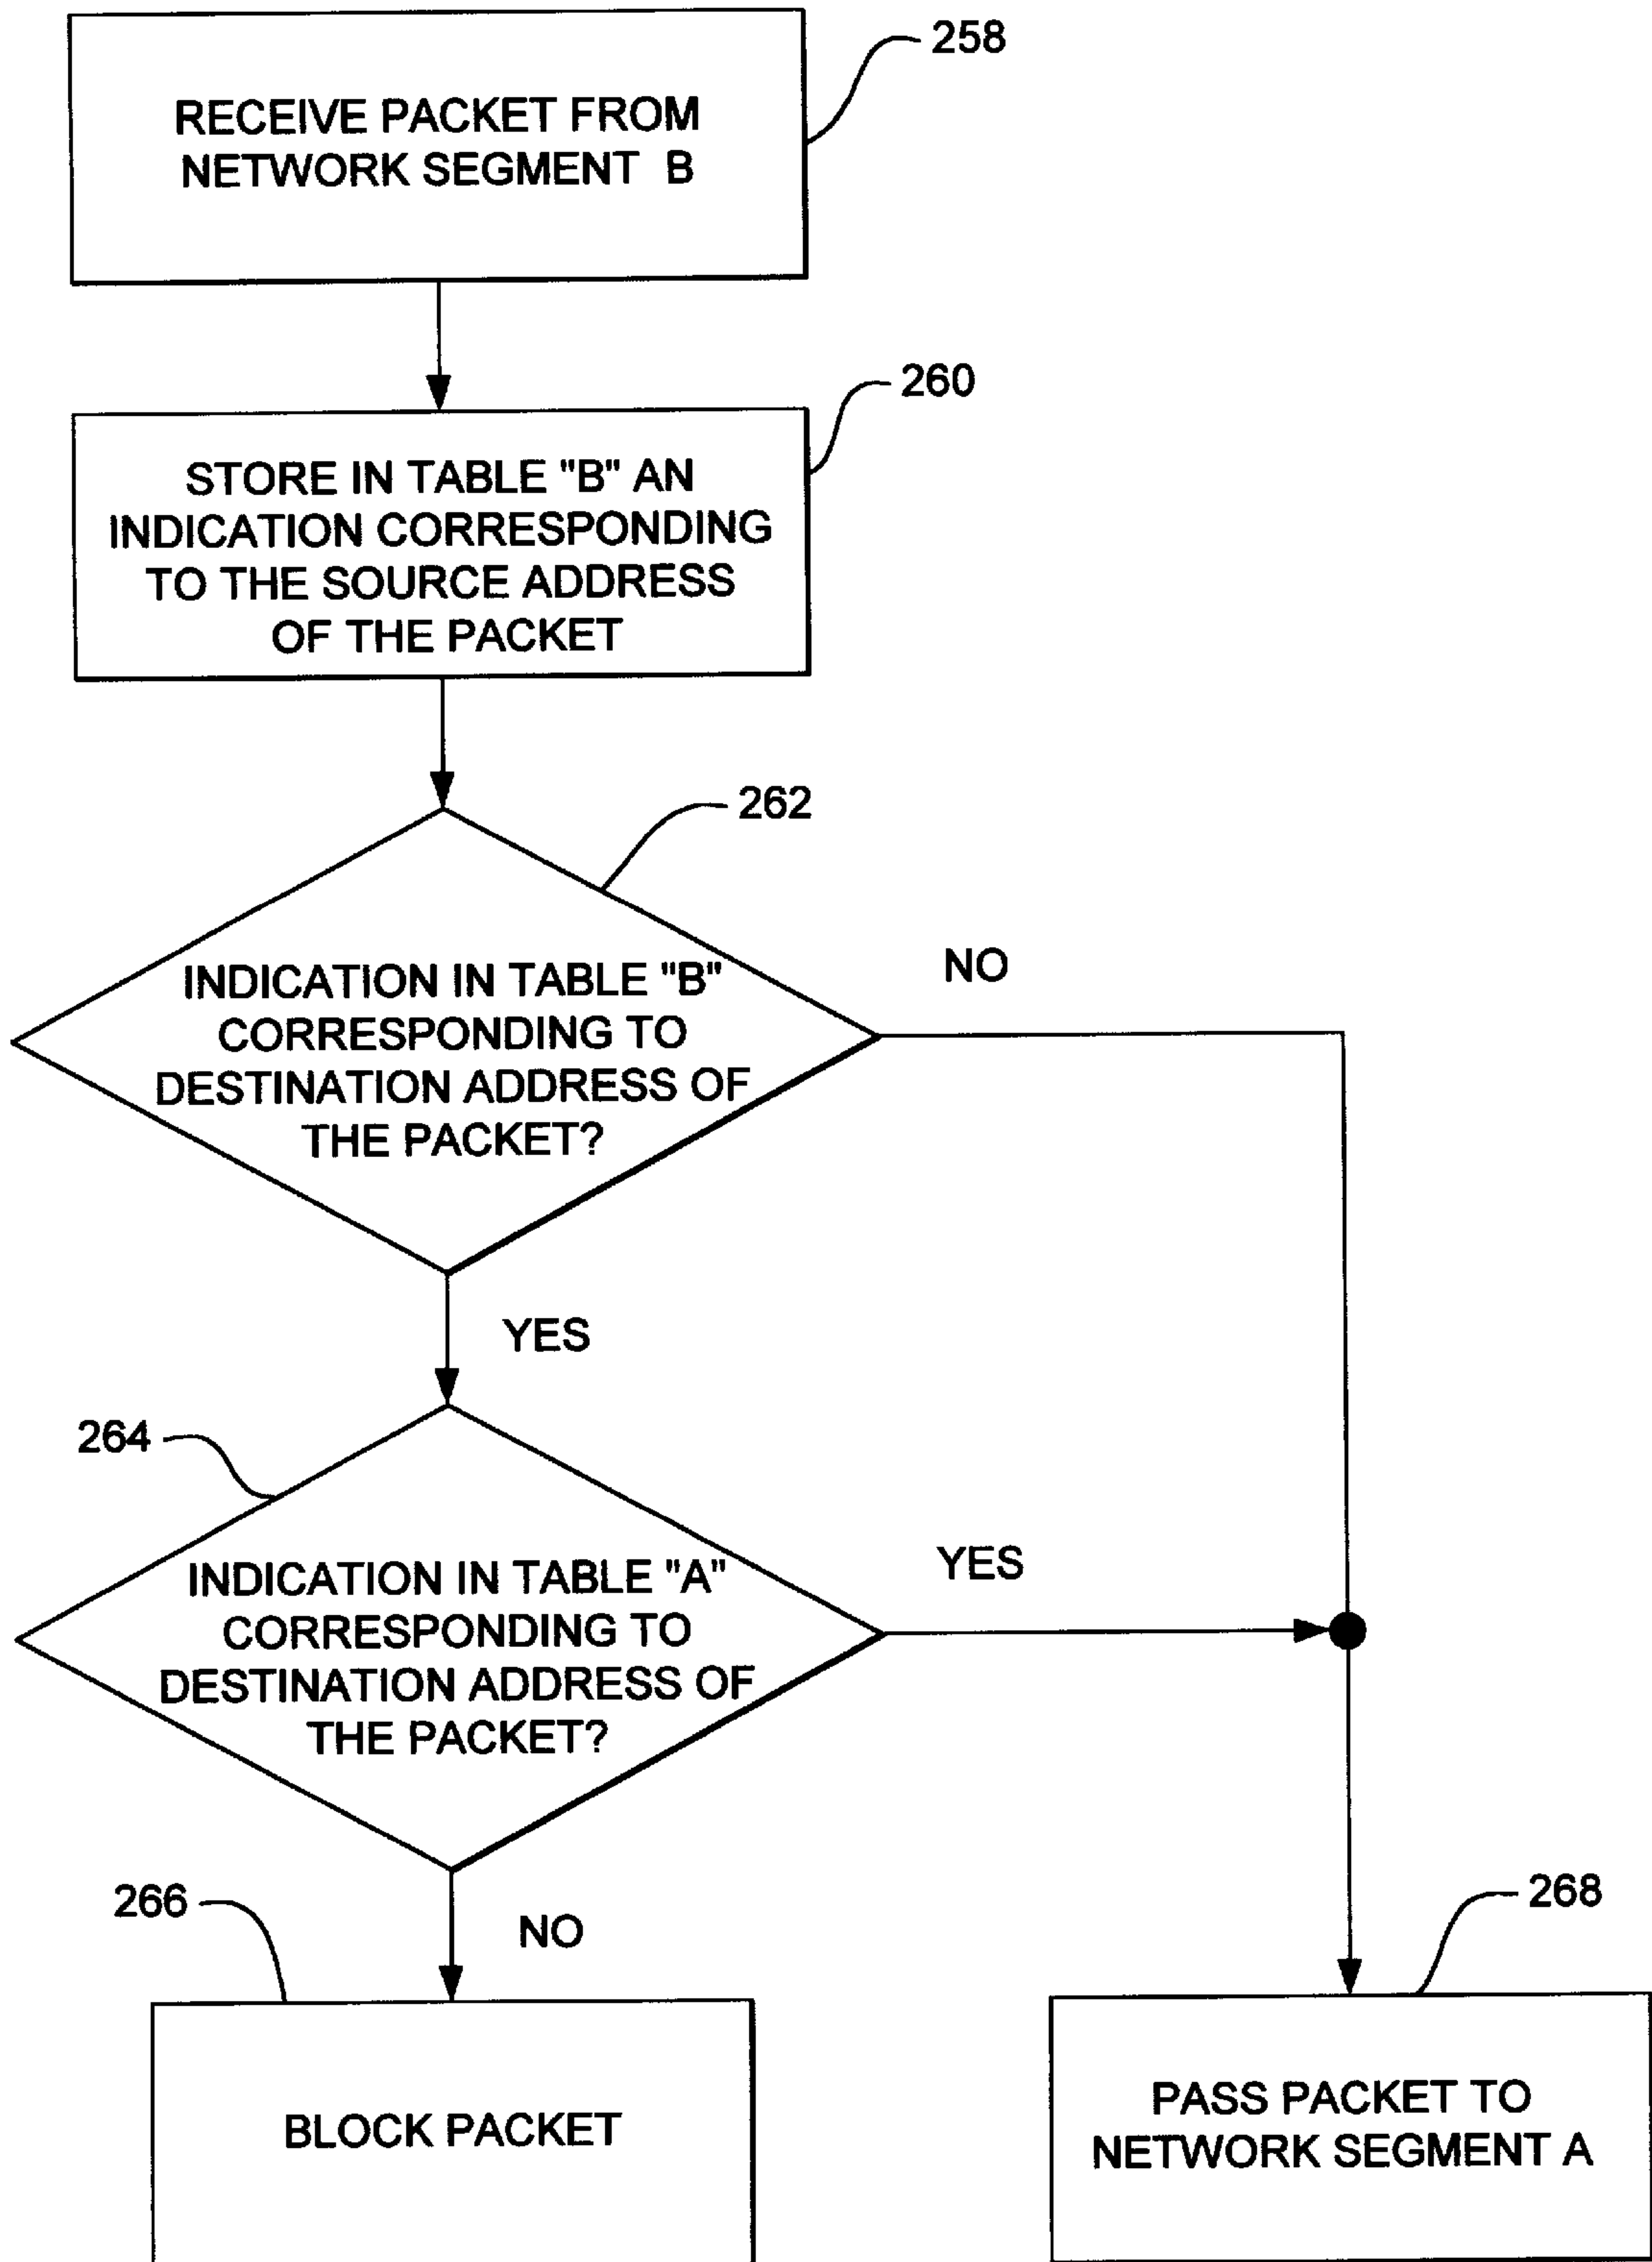 258
RECEIVE PACKET FROM
NETWORK SEGMENT B
260
STORE IN TABLE "B" AN
INDICATION CORRESPONDING
TO THE SOURCE ADDRESS
OF THE PACKET
262
INDICATION IN TABLE "B"
CORRESPONDING TO
DESTINATION ADDRESS OF
THE PACKET?
NO
YES
264
INDICATION IN TABLE "A"
CORRESPONDING TO
DESTINATION ADDRESS OF
THE PACKET?
YES
NO
266
BLOCK PACKET
268
PASS PACKET TO
NETWORK SEGMENT A